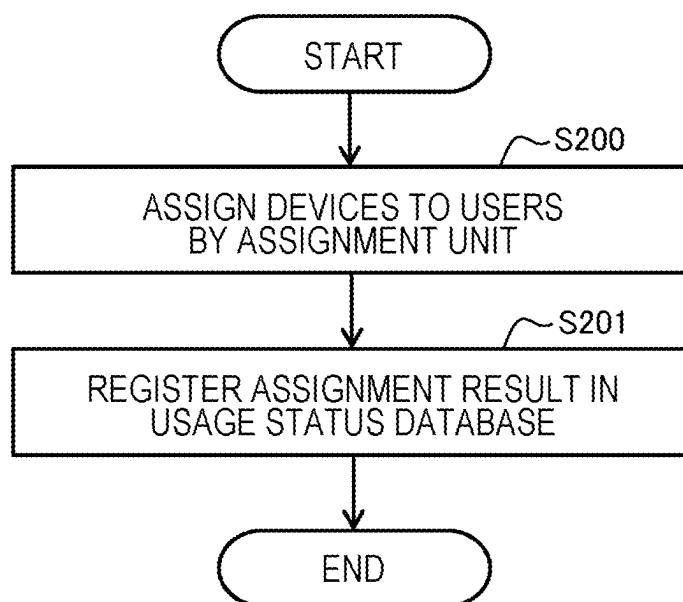 START
S200
ASSIGN DEVICES TO USERS
BY ASSIGNMENT UNIT
S201
REGISTER ASSIGNMENT RESULT IN
USAGE STATUS DATABASE
END